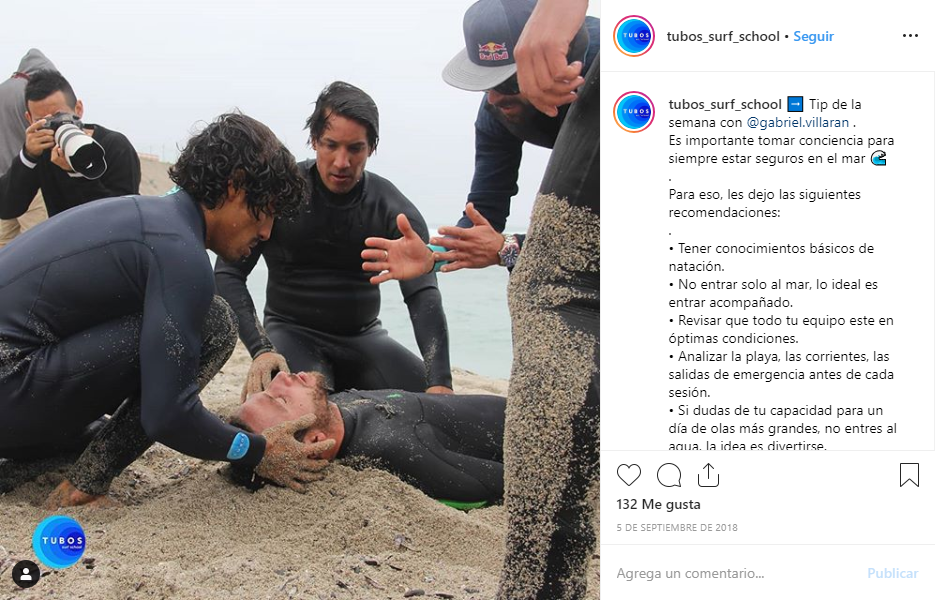 tubos_surf_school • Seguir
TUBOS
tubos_surf_school ➡ Tip de la
semana con @gabriel.villaran .
Es importante tomar conciencia para
siempre estar seguros en el mar 🌊
.
Para eso, les dejo las siguientes
recomendaciones:
.
• Tener conocimientos básicos de
natación.
• No entrar solo al mar, lo ideal es
entrar acompañado.
• Revisar que todo tu equipo este en
óptimas condiciones.
• Analizar la playa, las corrientes, las
salidas de emergencia antes de cada
sesión.
• Si dudas de tu capacidad para un
día de olas más grandes, no entres al
agua, la idea es divertirse.
132 Me gusta
5 DE SEPTIEMBRE DE 2018
Agrega un comentario... Publicar
Red Bull
TUBOS
surf school
TUBOS